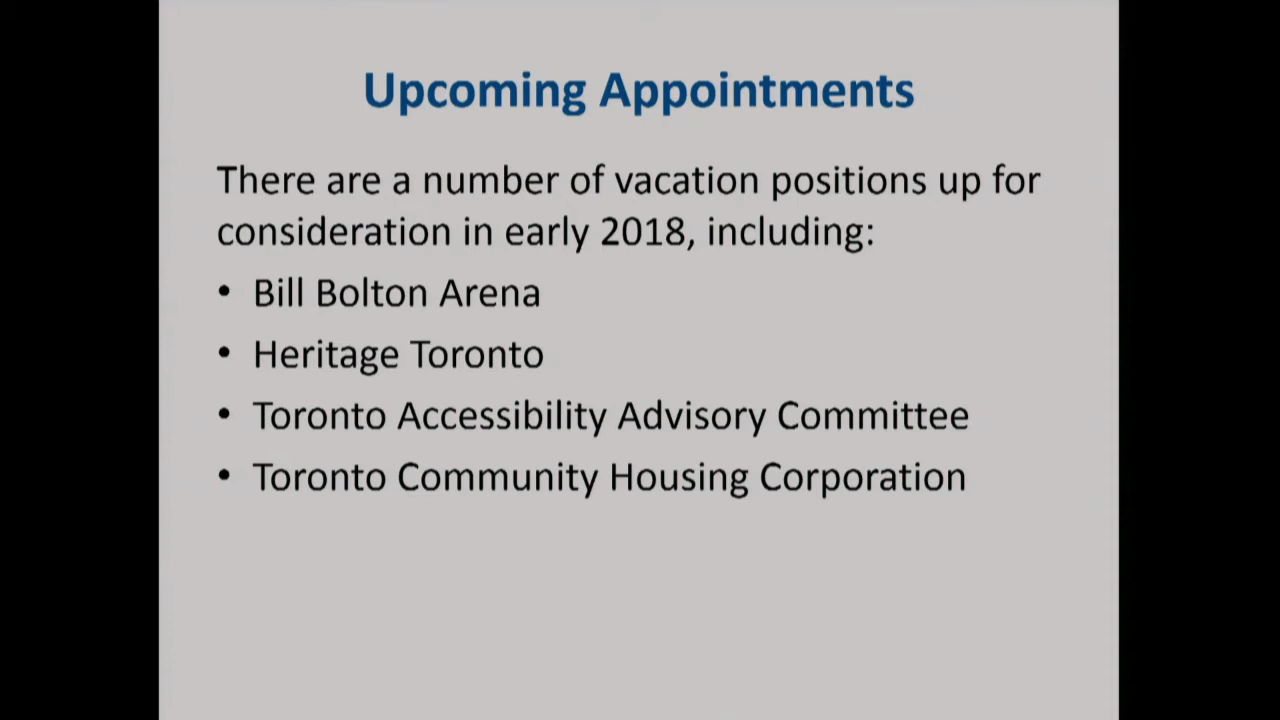 Upcoming Appointments
There are a number of vacation positions up for
consideration in early 2018, including:
• Bill Bolton Arena
• Heritage Toronto
• Toronto Accessibility Advisory Committee
• Toronto Community Housing Corporation